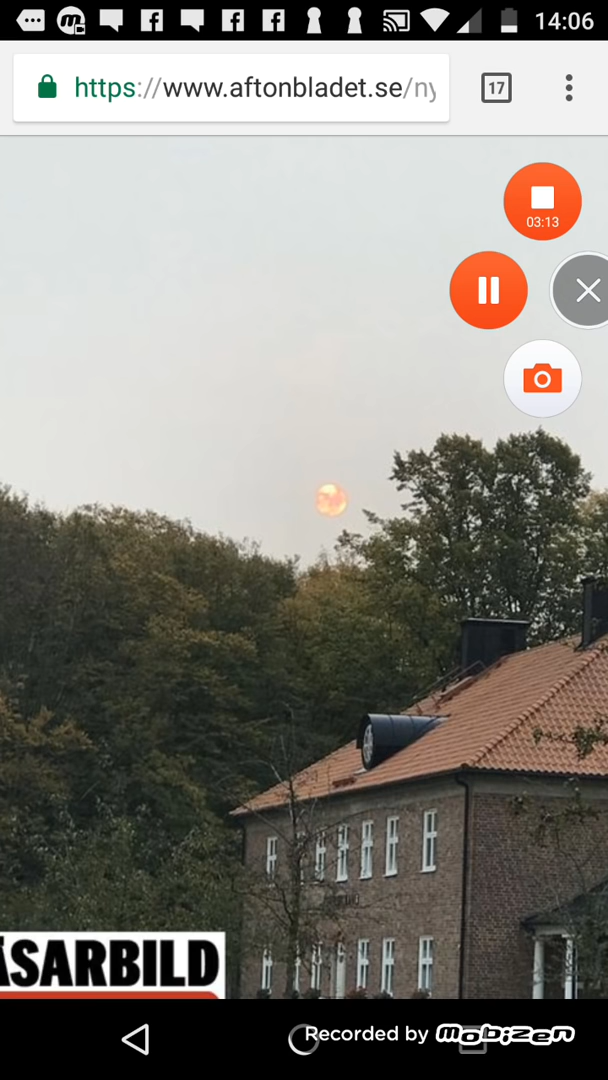 14:06
https://www.aftonbladet.se/ny
17
03:13
ÄSARBILD
Recorded by mobizen